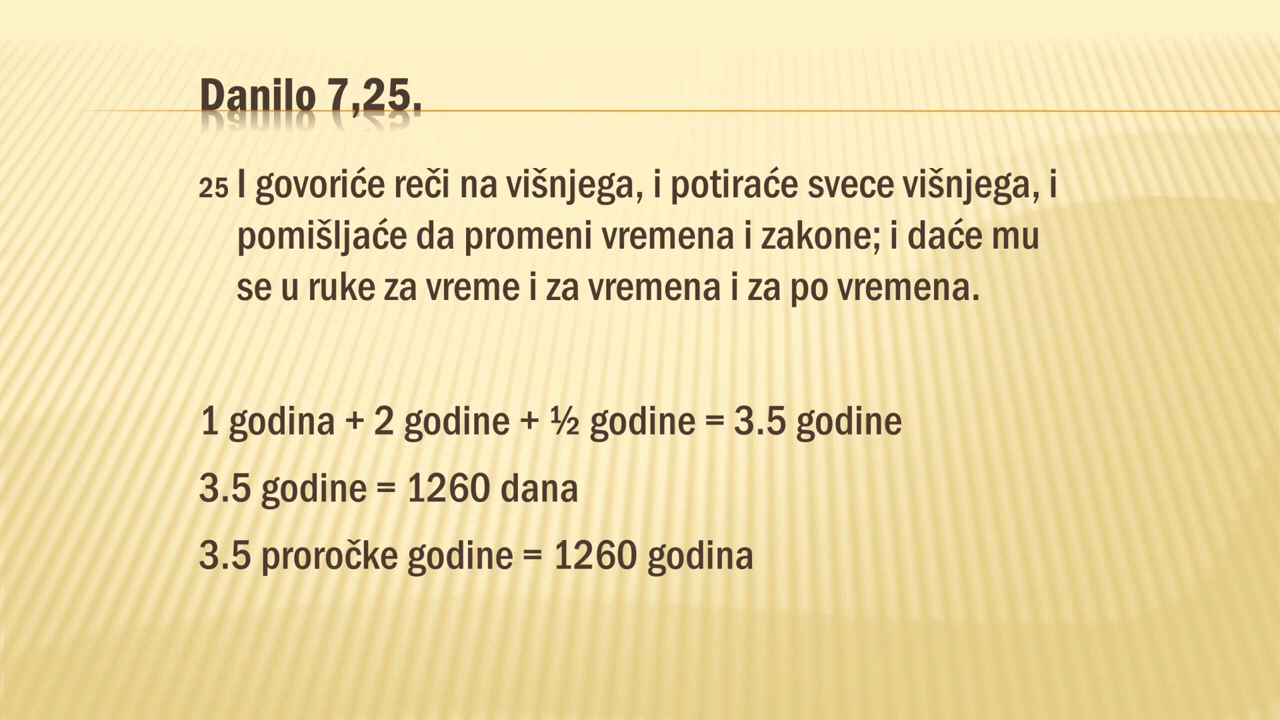 Danilo 7,25.
25 I govoriće reči na višnjega, i potiraće svece višnjega, i
pomišljaće da promeni vremena i zakone; i daće mu
se u ruke za vreme i za vremena i za po vremena.
1 godina + 2 godine + ½ godine = 3.5 godine
3.5 godine = 1260 dana
3.5 proročke godine = 1260 godina